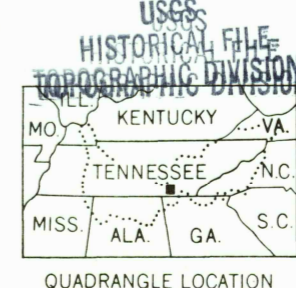 USGS
HISTORICAL FILE
TOPOGRAPHIC DIVISION
ILL.
MO. KENTUCKY VA.
TENNESSEE N.C.
MISS. ALA. GA. S.C.
QUADRANGLE LOCATION